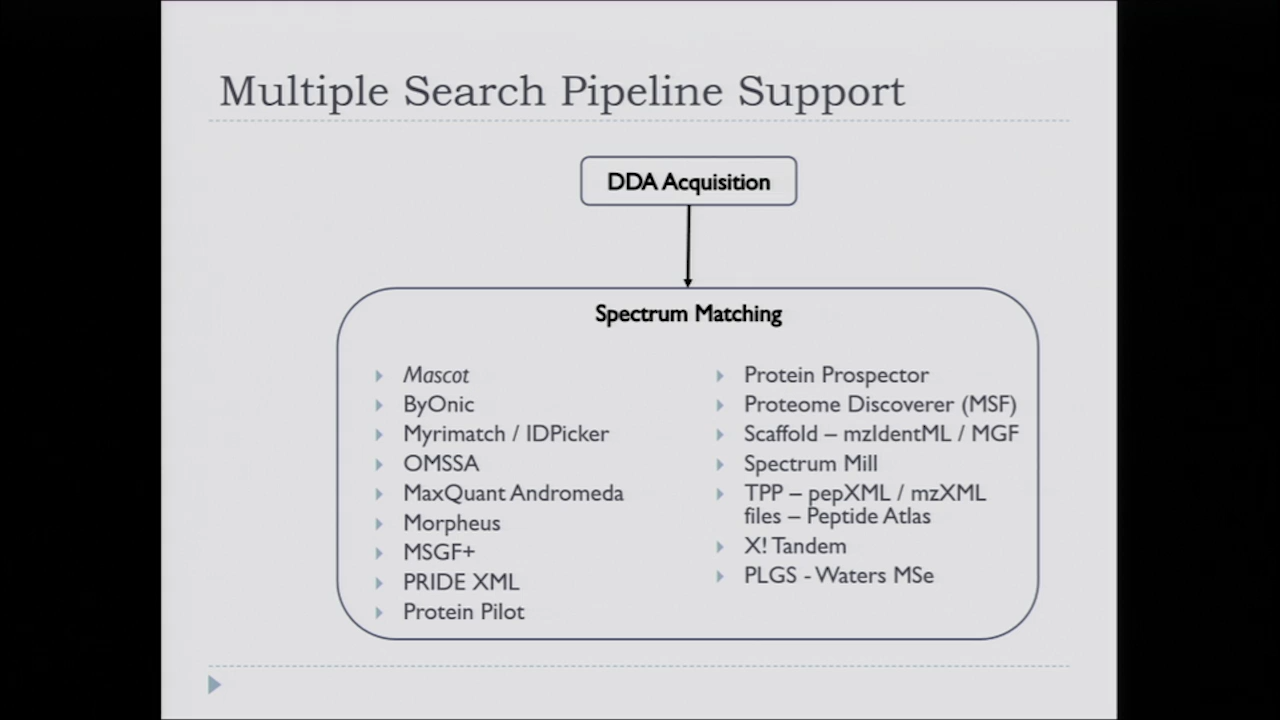 Multiple Search Pipeline Support
DDA Acquisition
Spectrum Matching
Mascot
ByOnic
Myrimatch / IDPicker
OMSSA
MaxQuant Andromeda
Morpheus
MSGF+
PRIDE XML
Protein Pilot
Protein Prospector
Proteome Discoverer (MSF)
Scaffold – mzIdentML / MGF
Spectrum Mill
TPP – pepXML / mzXML
files – Peptide Atlas
X! Tandem
PLGS - Waters MSe